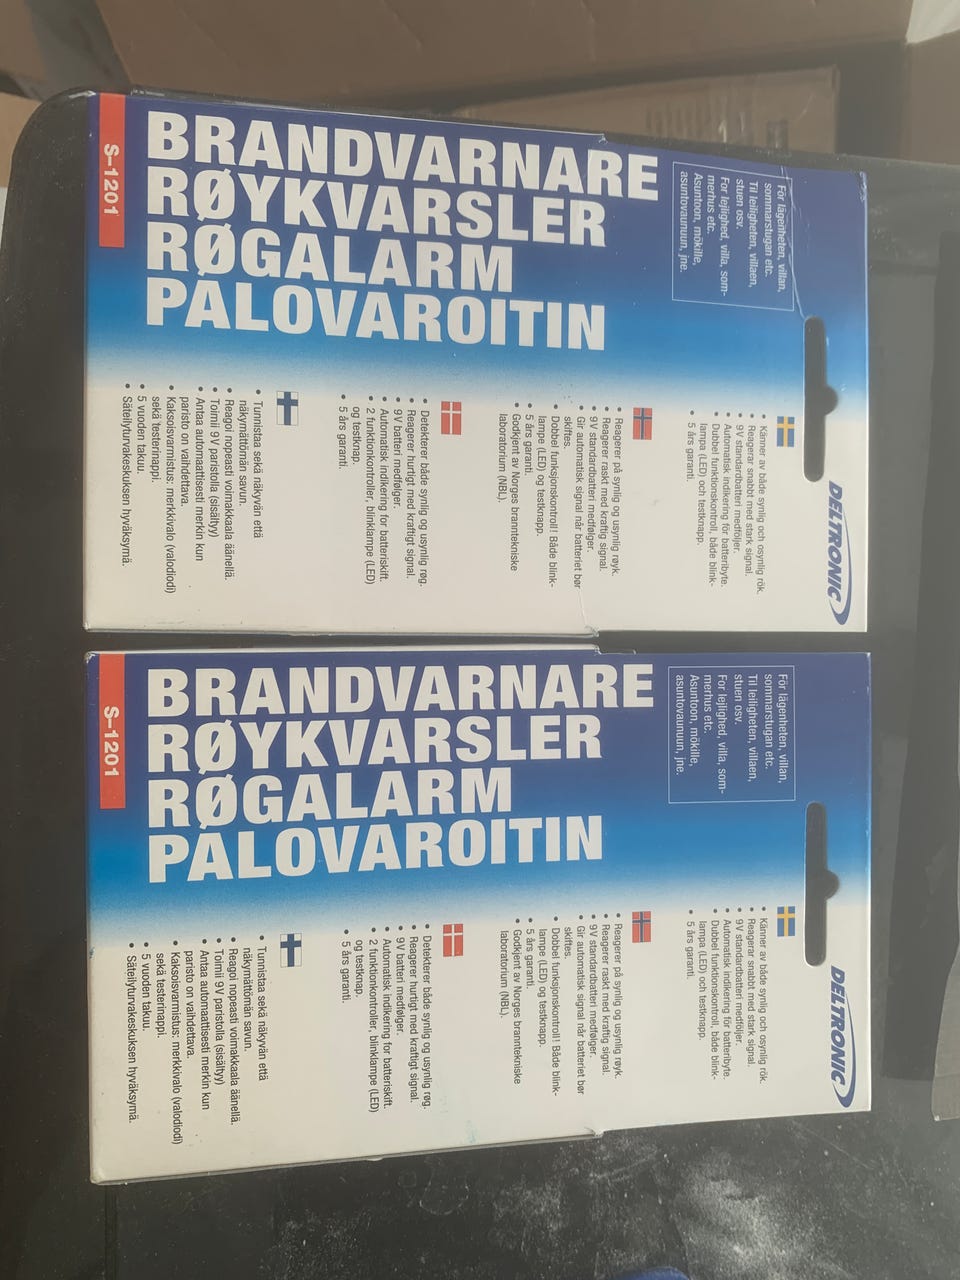 BRANDVARNARE
RØYKVARSLER
RØGALARM
PALOVAROITIN
S-1201
För lägenheten, villan,
sommarstugan etc.
Til leiligheten, villaen,
stuen osv.
For lejlighed, villa, som-
merhus etc.
Asuntoon, mökille,
asuntovaunuun, jne.
DELTRONIC
• Känner av både synlig och osynlig rök.
• Reagerar snabbt med stark signal.
• 9V standardbatteri medföljer.
• Automatisk indikering för batteribyte.
• Dubbel funktionskontroll, både blink-
lampa (LED) och testknapp.
• 5 års garanti.
• Reagerer på synlig og usynlig røyk.
• Reagerer raskt med kraftig signal.
• 9V standardbatteri medfølger.
• Gir automatisk signal når batteriet bør
skiftes.
• Dobbel funksjonskontroll! Både blink-
lampe (LED) og testknapp.
• 5 års garanti.
• Godkjent av Norges branntekniske
laboratorium (NBL).
• Detekterer både synlig og usynlig røg.
• Reagerer hurtigt med kraftigt signal.
• 9V batteri medfølger.
• Automatisk indikering for batteriskift.
• 2 funktionkontroller, blinklampe (LED)
og testknap.
• 5 års garanti.
• Tunnistaa sekä näkyvän että
näkymättömän savun.
• Reagoi nopeasti voimakkaala äänellä.
• Toimii 9V paristolla (sisältyy)
• Antaa automaattisesti merkin kun
paristo on vaihdettava.
• Kaksoisvarmistus: merkkivalo (valodiodi)
sekä testerinappi.
• 5 vuoden takuu.
• Säteilyturvakeskuksen hyväksymä.
BRANDVARNARE
RØYKVARSLER
RØGALARM
PALOVAROITIN
S-1201
För lägenheten, villan,
sommarstugan etc.
Til leiligheten, villaen,
stuen osv.
For lejlighed, villa, som-
merhus etc.
Asuntoon, mökille,
asuntovaunuun, jne.
DELTRONIC
• Känner av både synlig och osynlig rök.
• Reagerar snabbt med stark signal.
• 9V standardbatteri medföljer.
• Automatisk indikering för batteribyte.
• Dubbel funktionskontroll, både blink-
lampa (LED) och testknapp.
• 5 års garanti.
• Reagerer på synlig og usynlig røyk.
• Reagerer raskt med kraftig signal.
• 9V standardbatteri medfølger.
• Gir automatisk signal når batteriet bør
skiftes.
• Dobbel funksjonskontroll! Både blink-
lampe (LED) og testknapp.
• 5 års garanti.
• Godkjent av Norges branntekniske
laboratorium (NBL).
• Detekterer både synlig og usynlig røg.
• Reagerer hurtigt med kraftigt signal.
• 9V batteri medfølger.
• Automatisk indikering for batteriskift.
• 2 funktionkontroller, blinklampe (LED)
og testknap.
• 5 års garanti.
• Tunnistaa sekä näkyvän että
näkymättömän savun.
• Reagoi nopeasti voimakkaala äänellä.
• Toimii 9V paristolla (sisältyy)
• Antaa automaattisesti merkin kun
paristo on vaihdettava.
• Kaksoisvarmistus: merkkivalo (valodiodi)
sekä testerinappi.
• 5 vuoden takuu.
• Säteilyturvakeskuksen hyväksymä.